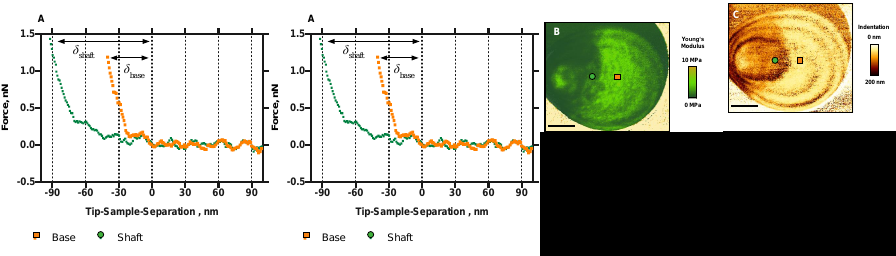 A
1.5
1.0
0.5
0.0
-0.5
Force, nN
δshaft
δbase
-90 -60 -30 0 30 60 90
Tip-Sample-Separation , nm
Base Shaft
A
1.5
1.0
0.5
0.0
-0.5
Force, nN
δshaft
δbase
-90 -60 -30 0 30 60 90
Tip-Sample-Separation , nm
Base Shaft
B
Young's
Modulus
10 MPa
0 MPa
C
Indentation
0 nm
200 nm